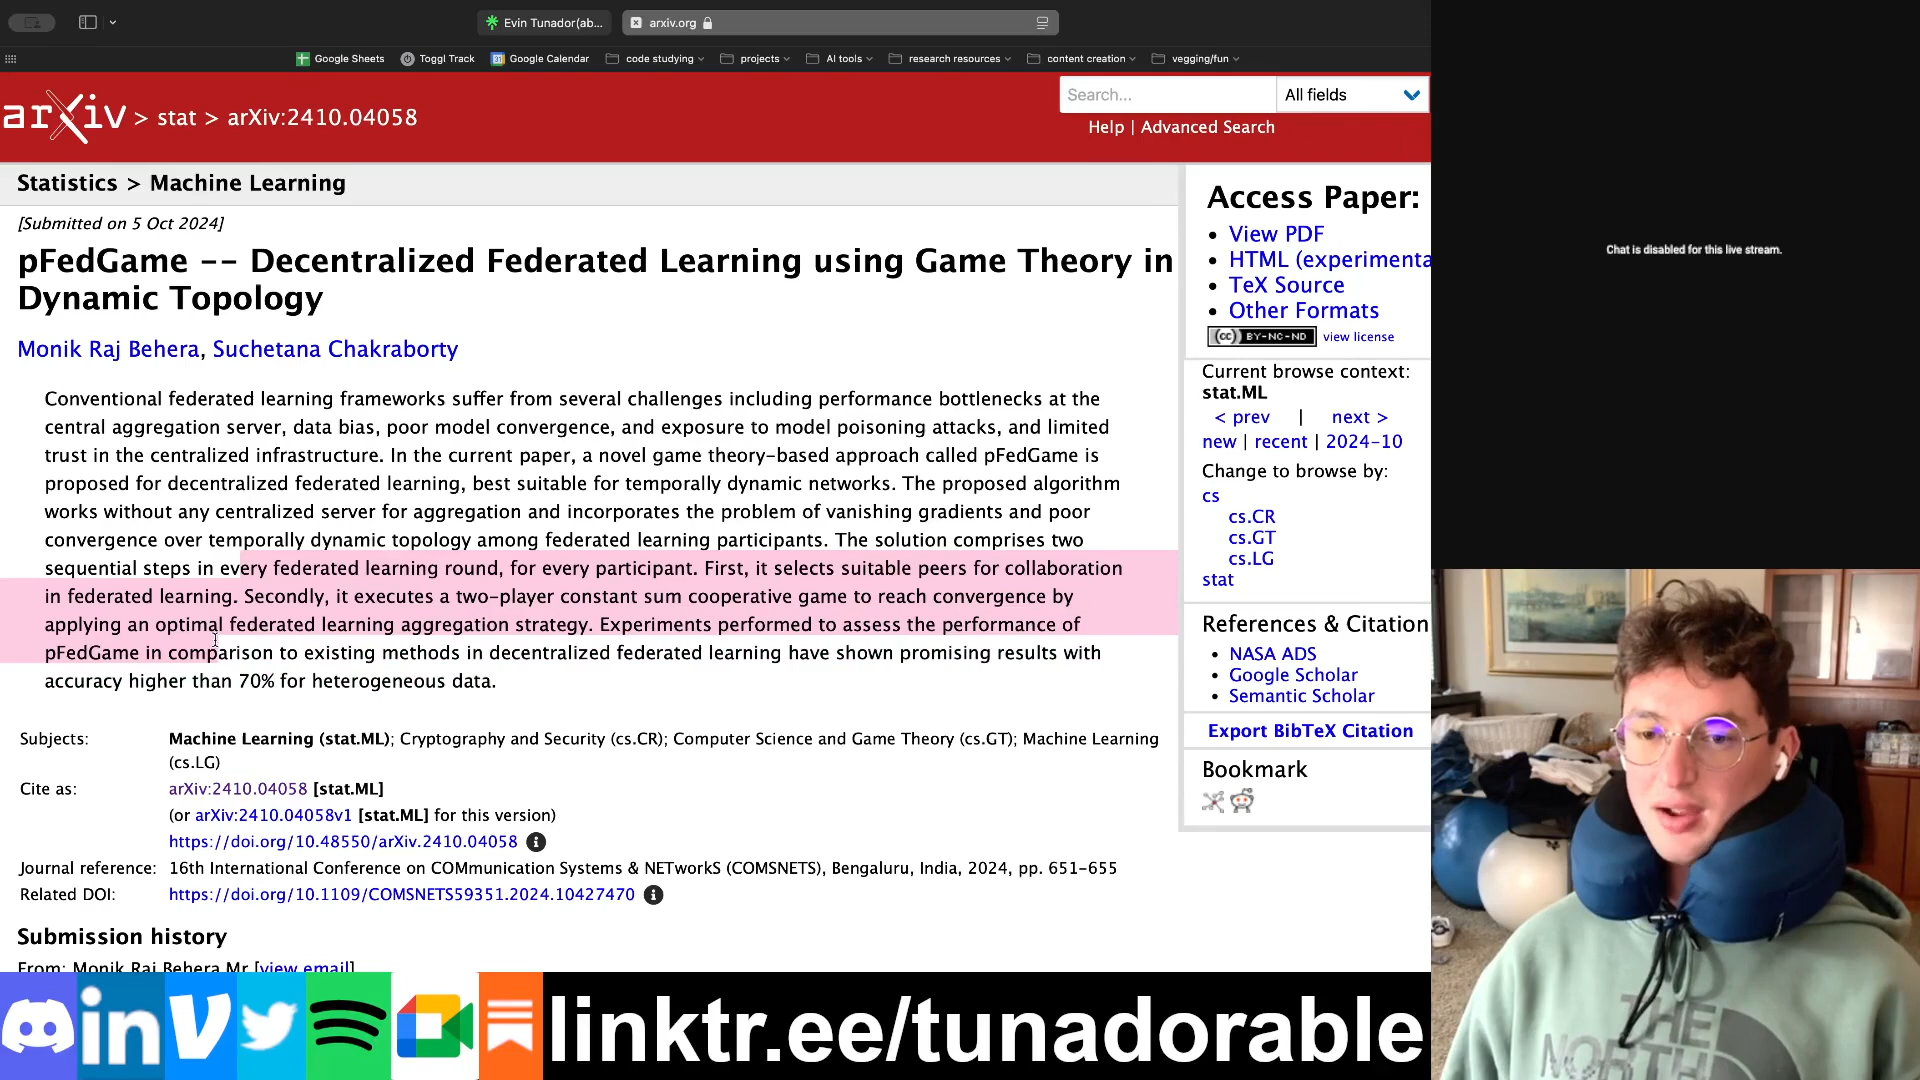 Evin Tunador(ab...
arxiv.org
Google Sheets
Toggl Track
Google Calendar
code studying
projects
AI tools
research resources
content creation
vegging/fun
arXiv > stat > arXiv:2410.04058
Search...
All fields
Help | Advanced Search
Statistics > Machine Learning
[Submitted on 5 Oct 2024]
pFedGame -- Decentralized Federated Learning using Game Theory in
Dynamic Topology
Monik Raj Behera, Suchetana Chakraborty
Conventional federated learning frameworks suffer from several challenges including performance bottlenecks at the
central aggregation server, data bias, poor model convergence, and exposure to model poisoning attacks, and limited
trust in the centralized infrastructure. In the current paper, a novel game theory-based approach called pFedGame is
proposed for decentralized federated learning, best suitable for temporally dynamic networks. The proposed algorithm
works without any centralized server for aggregation and incorporates the problem of vanishing gradients and poor
convergence over temporally dynamic topology among federated learning participants. The solution comprises two
sequential steps in every federated learning round, for every participant. First, it selects suitable peers for collaboration
in federated learning. Secondly, it executes a two-player constant sum cooperative game to reach convergence by
applying an optimal federated learning aggregation strategy. Experiments performed to assess the performance of
pFedGame in comparison to existing methods in decentralized federated learning have shown promising results with
accuracy higher than 70% for heterogeneous data.
Subjects: Machine Learning (stat.ML); Cryptography and Security (cs.CR); Computer Science and Game Theory (cs.GT); Machine Learning
(cs.LG)
Cite as: arXiv:2410.04058 [stat.ML]
(or arXiv:2410.04058v1 [stat.ML] for this version)
https://doi.org/10.48550/arXiv.2410.04058
Journal reference: 16th International Conference on COMmunication Systems & NETworkS (COMSNETS), Bengaluru, India, 2024, pp. 651-655
Related DOI: https://doi.org/10.1109/COMSNETS59351.2024.10427470
Submission history
From: Monik Raj Behera Mr [view email]
Access Paper:
View PDF
HTML (experimenta
TeX Source
Other Formats
(cc) BY-NC-ND view license
Current browse context:
stat.ML
< prev | next >
new | recent | 2024-10
Change to browse by:
cs
cs.CR
cs.GT
cs.LG
stat
References & Citation
NASA ADS
Google Scholar
Semantic Scholar
Export BibTeX Citation
Bookmark
Chat is disabled for this live stream.
in
linktr.ee/tunadorable
THE
NORTH